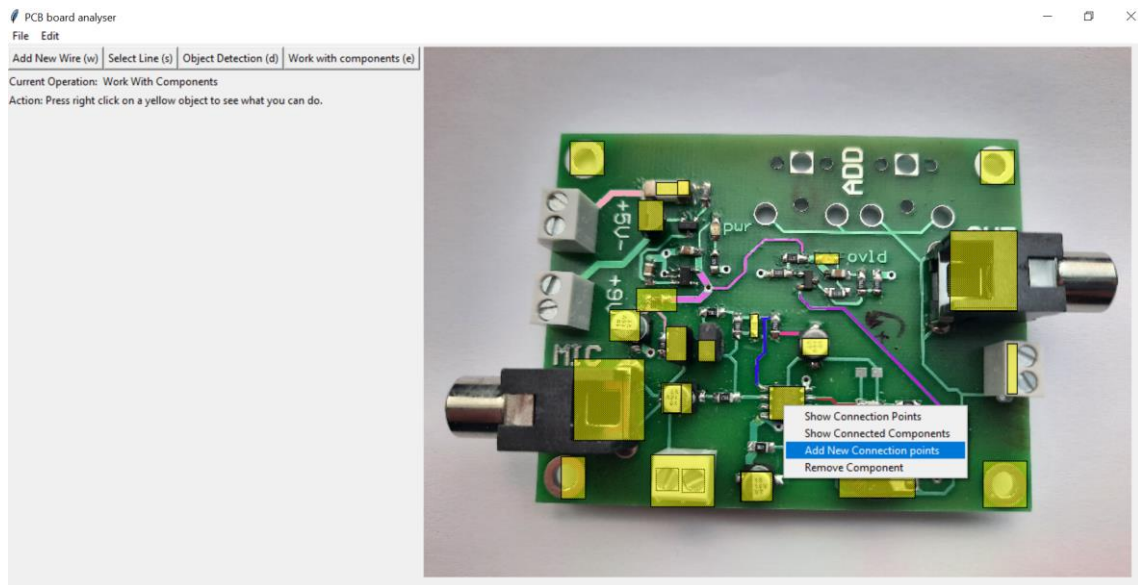 PCB board analyser
File Edit
Add New Wire (w) Select Line (s) Object Detection (d) Work with components (e)
Current Operation: Work With Components
Action: Press right click on a yellow object to see what you can do.
ADD
+5V-
pwr
ovld
+9V
MIC
Show Connection Points
Show Connected Components
Add New Connection points
Remove Component